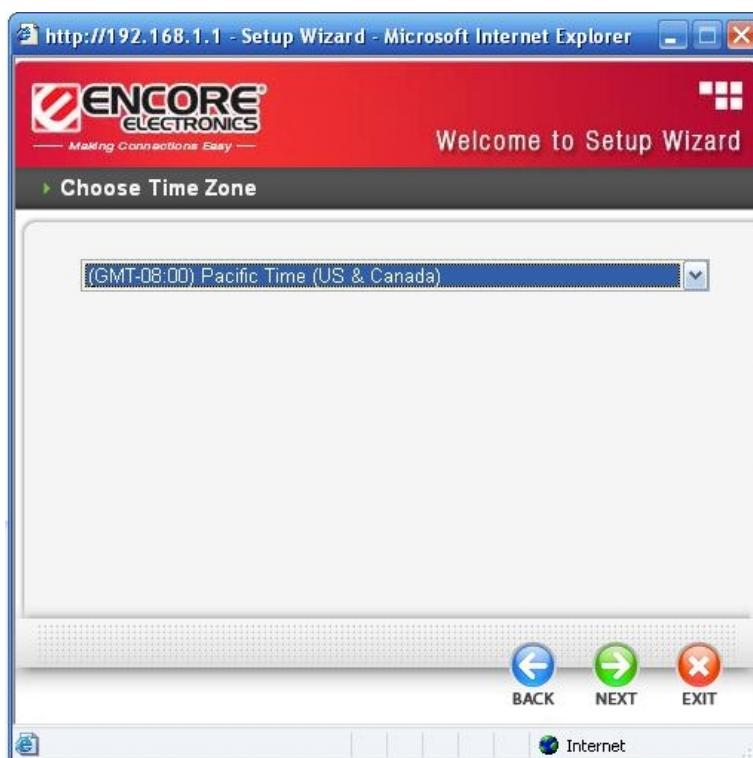 http://192.168.1.1 - Setup Wizard - Microsoft Internet Explorer
ENCORE®
ELECTRONICS
Making Connections Easy
Welcome to Setup Wizard
Choose Time Zone
(GMT-08:00) Pacific Time (US & Canada)
BACK NEXT EXIT
Internet